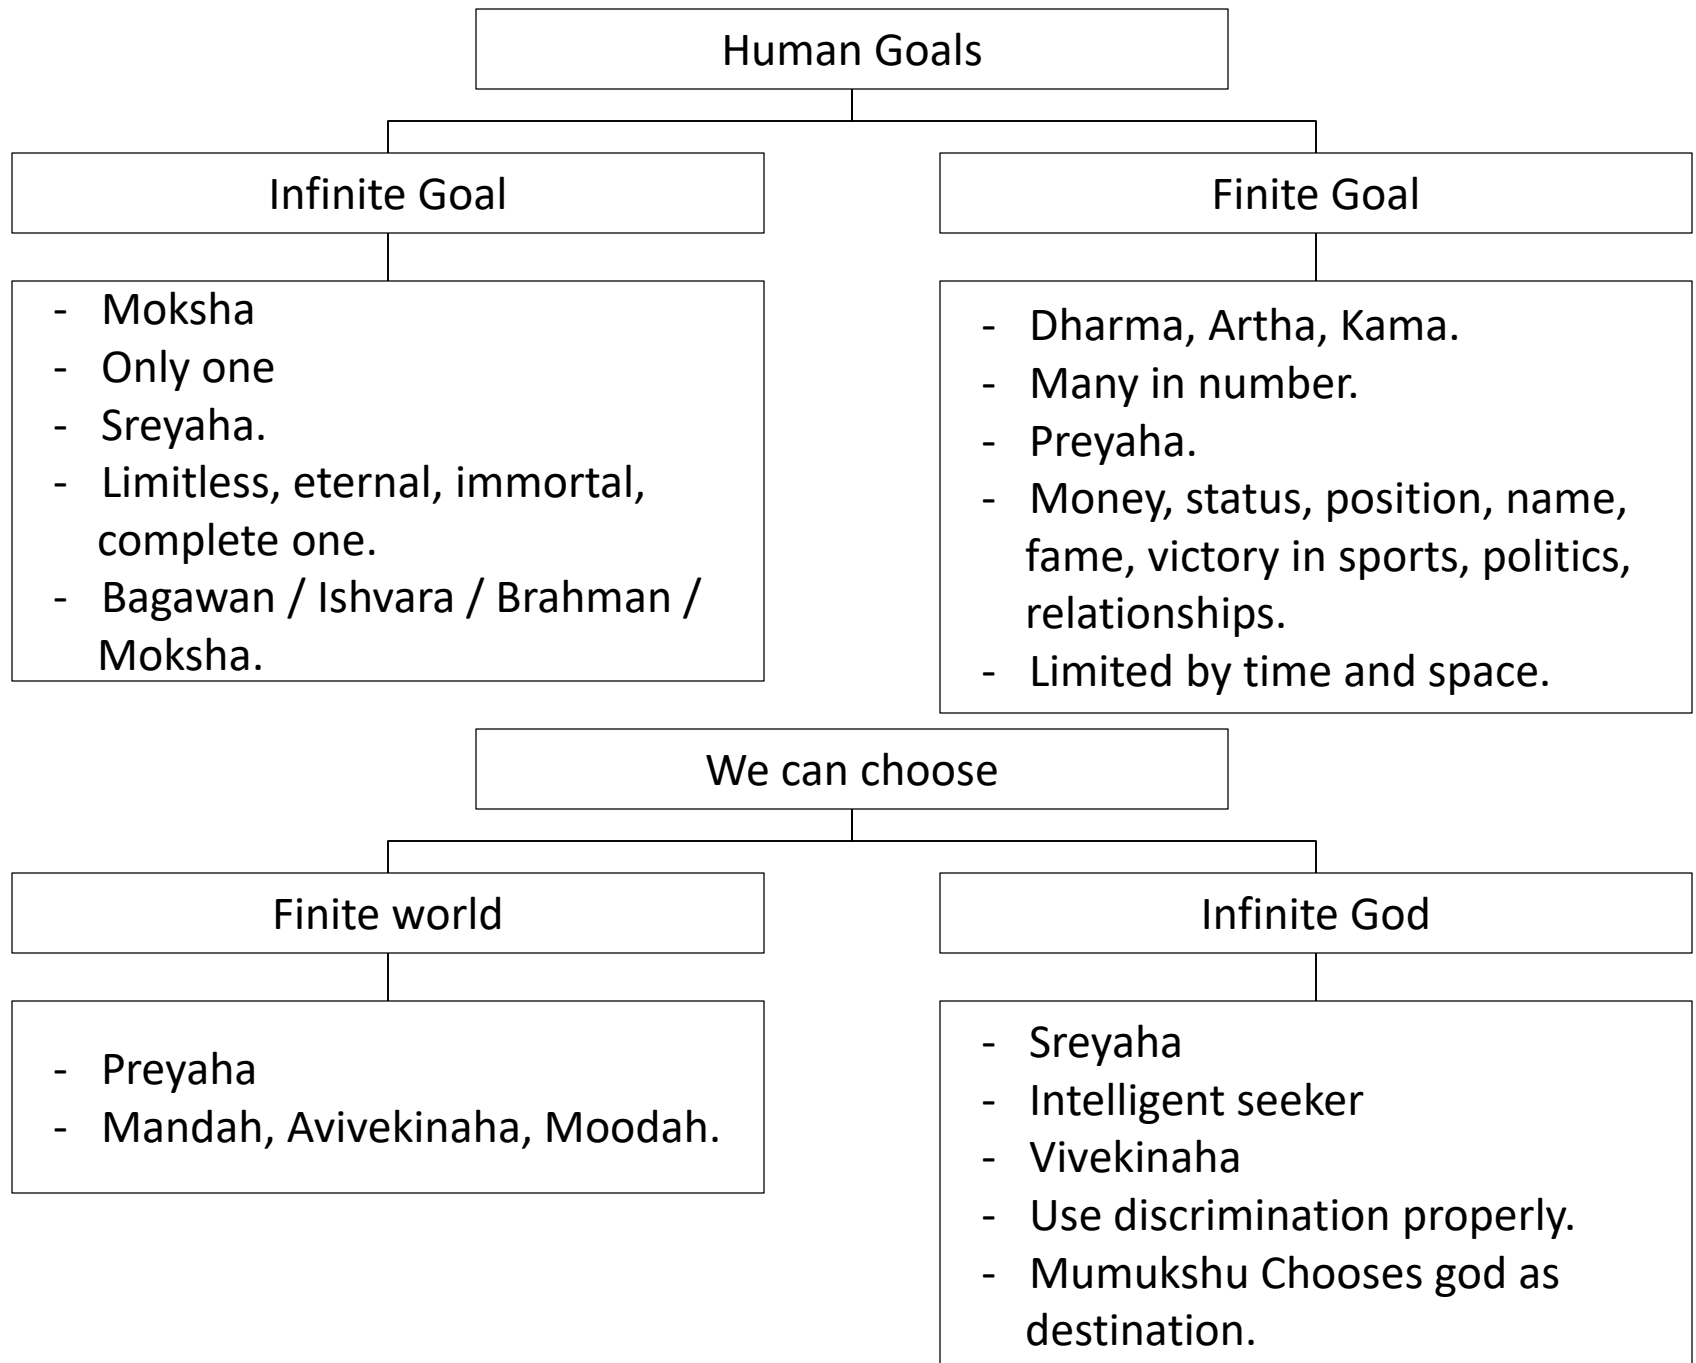 Human Goals
Infinite Goal
- Moksha
- Only one
- Sreyaha.
- Limitless, eternal, immortal,
complete one.
- Bagawan / Ishvara / Brahman /
Moksha.
Finite Goal
- Dharma, Artha, Kama.
- Many in number.
- Preyaha.
- Money, status, position, name,
fame, victory in sports, politics,
relationships.
- Limited by time and space.
We can choose
Finite world
- Preyaha
- Mandah, Avivekinaha, Moodah.
Infinite God
- Sreyaha
- Intelligent seeker
- Vivekinaha
- Use discrimination properly.
- Mumukshu Chooses god as
destination.